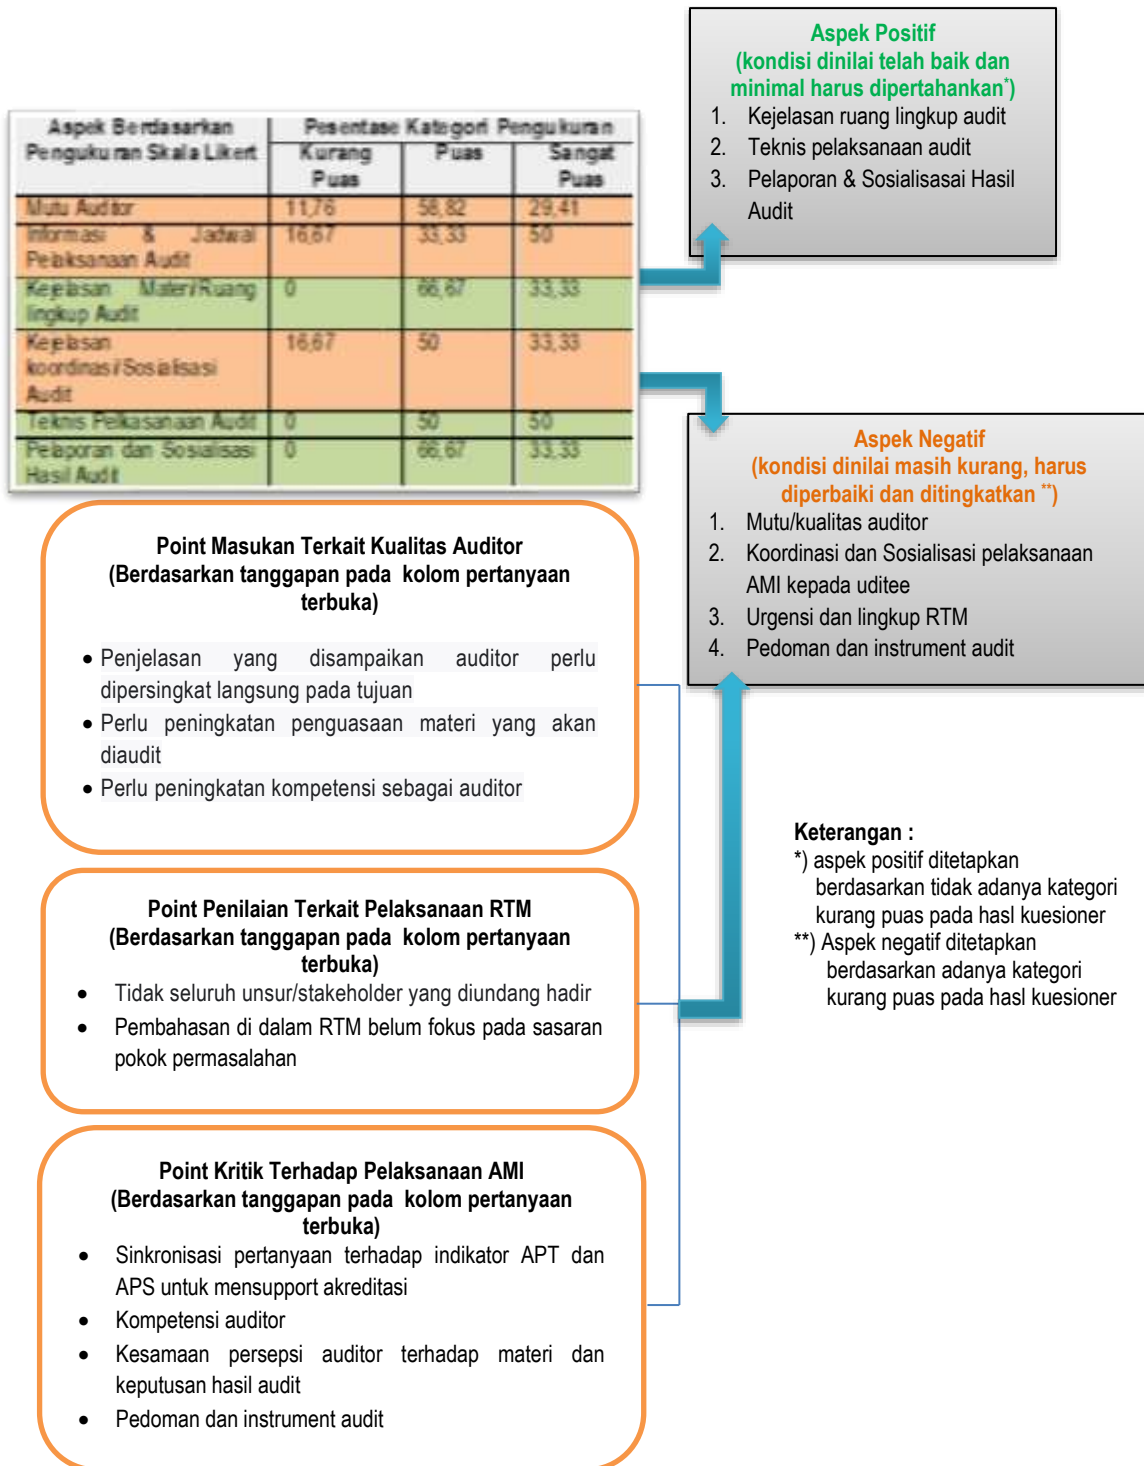 Aspek Positif
(kondisi dinilai telah baik dan
minimal harus dipertahankan*)
1. Kejelasan ruang lingkup audit
2. Teknis pelaksanaan audit
3. Pelaporan & Sosialisasai Hasil
Audit
Aspek Berdasarkan Pesentase Kategori Pengukuran
Pengukuran Skala Likert Kurang Puas Sangat
Puas Puas
Mutu Auditor 11,76 58,82 29,41
Informasi & Jadwal 16,67 33,33 50
Pelaksanaan Audit
Kejelasan Materi/Ruang 0 66,67 33,33
lingkup Audit
Kejelasan 16,67 50 33,33
koordinasi/Sosialisasi
Audit
Teknis Pelkasanaan Audit 0 50 50
Pelaporan dan Sosialisasi 0 66,67 33,33
Hasil Audit
Aspek Negatif
(kondisi dinilai masih kurang, harus
diperbaiki dan ditingkatkan **)
1. Mutu/kualitas auditor
2. Koordinasi dan Sosialisasi pelaksanaan
AMI kepada uditee
3. Urgensi dan lingkup RTM
4. Pedoman dan instrument audit
Point Masukan Terkait Kualitas Auditor
(Berdasarkan tanggapan pada kolom pertanyaan
terbuka)
• Penjelasan yang disampaikan auditor perlu
dipersingkat langsung pada tujuan
• Perlu peningkatan penguasaan materi yang akan
diaudit
• Perlu peningkatan kompetensi sebagai auditor
Keterangan :
*) aspek positif ditetapkan
berdasarkan tidak adanya kategori
kurang puas pada hasl kuesioner
**) Aspek negatif ditetapkan
berdasarkan adanya kategori
kurang puas pada hasl kuesioner
Point Penilaian Terkait Pelaksanaan RTM
(Berdasarkan tanggapan pada kolom pertanyaan
terbuka)
• Tidak seluruh unsur/stakeholder yang diundang hadir
• Pembahasan di dalam RTM belum fokus pada sasaran
pokok permasalahan
Point Kritik Terhadap Pelaksanaan AMI
(Berdasarkan tanggapan pada kolom pertanyaan
terbuka)
• Sinkronisasi pertanyaan terhadap indikator APT dan
APS untuk mensupport akreditasi
• Kompetensi auditor
• Kesamaan persepsi auditor terhadap materi dan
keputusan hasil audit
• Pedoman dan instrument audit